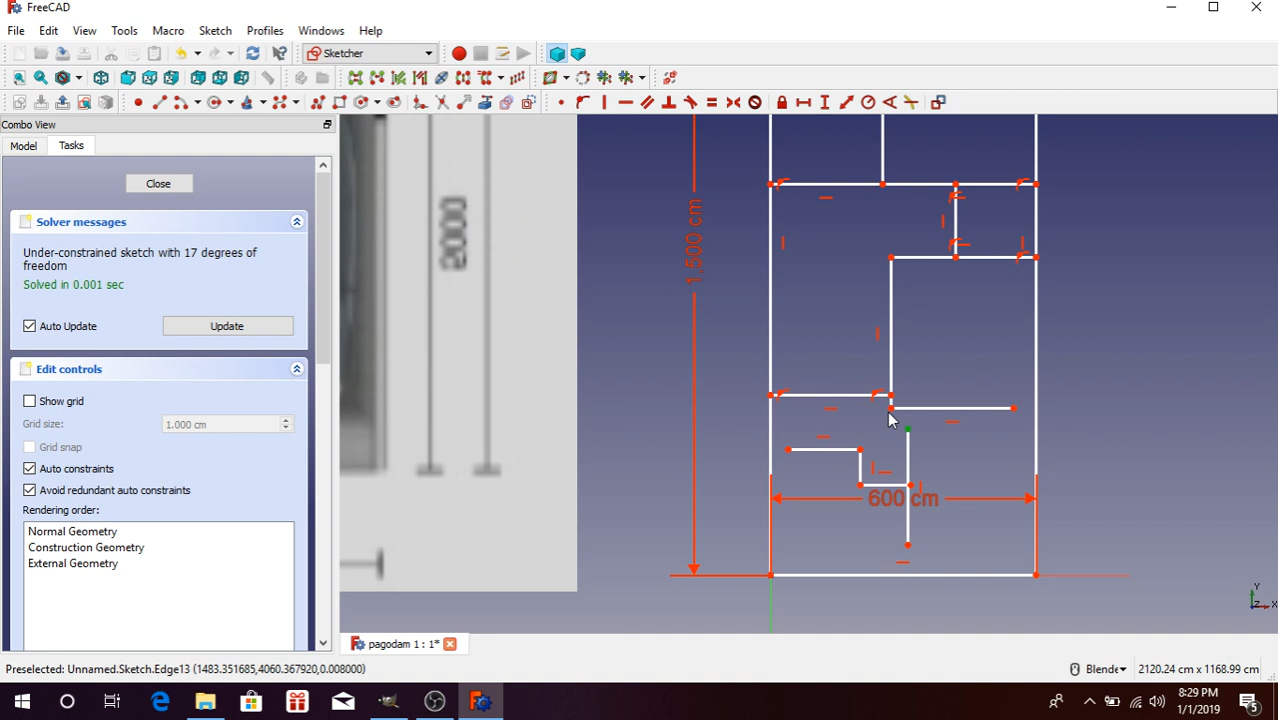 FreeCAD
File Edit View Tools Macro Sketch Profiles Windows Help
Sketcher
Combo View
Model Tasks
Close
Solver messages
Under-constrained sketch with 17 degrees of
freedom
Solved in 0.001 sec
Auto Update Update
Edit controls
Show grid
Grid size: 1.000 cm
Grid snap
Auto constraints
Avoid redundant auto constraints
Rendering order:
Normal Geometry
Construction Geometry
External Geometry
2000
1.500 cm
600 cm
Y
Z X
pagodam 1 : 1*
Preselected: Unnamed.Sketch.Edge13 (1483.351685,4060.367920,0.008000)
Blende
2120.24 cm x 1168.99 cm
8:29 PM
1/1/2019
5